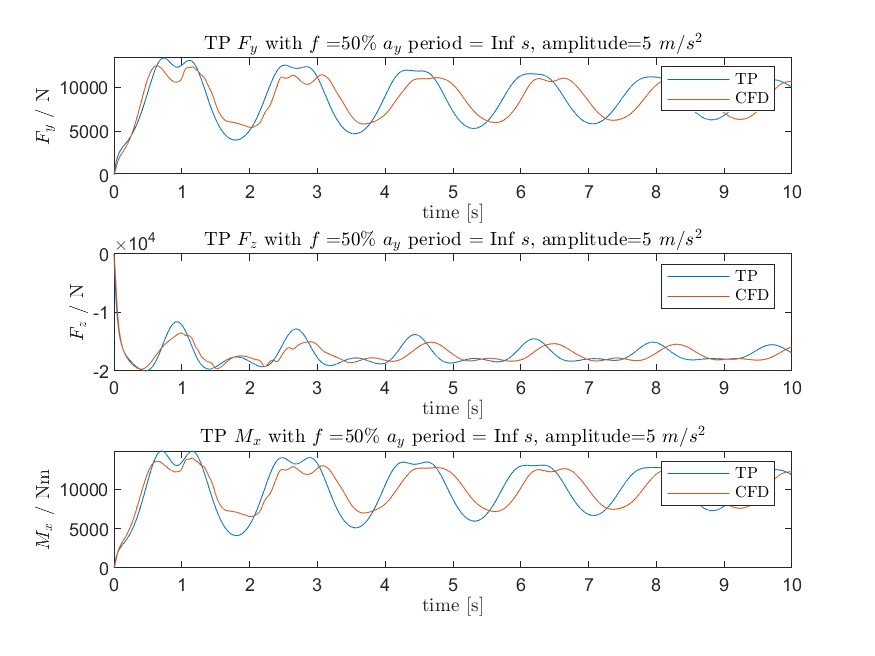 TP F_y with f =50% a_y period = Inf s, amplitude=5 m/s^2
F_y / N
10000
5000
0
TP
CFD
0 1 2 3 4 5 6 7 8 9 10
time [s]
×10^4
TP F_z with f =50% a_y period = Inf s, amplitude=5 m/s^2
F_z / N
0
-1
-2
TP
CFD
0 1 2 3 4 5 6 7 8 9 10
time [s]
TP M_x with f =50% a_y period = Inf s, amplitude=5 m/s^2
M_x / Nm
10000
5000
0
TP
CFD
0 1 2 3 4 5 6 7 8 9 10
time [s]